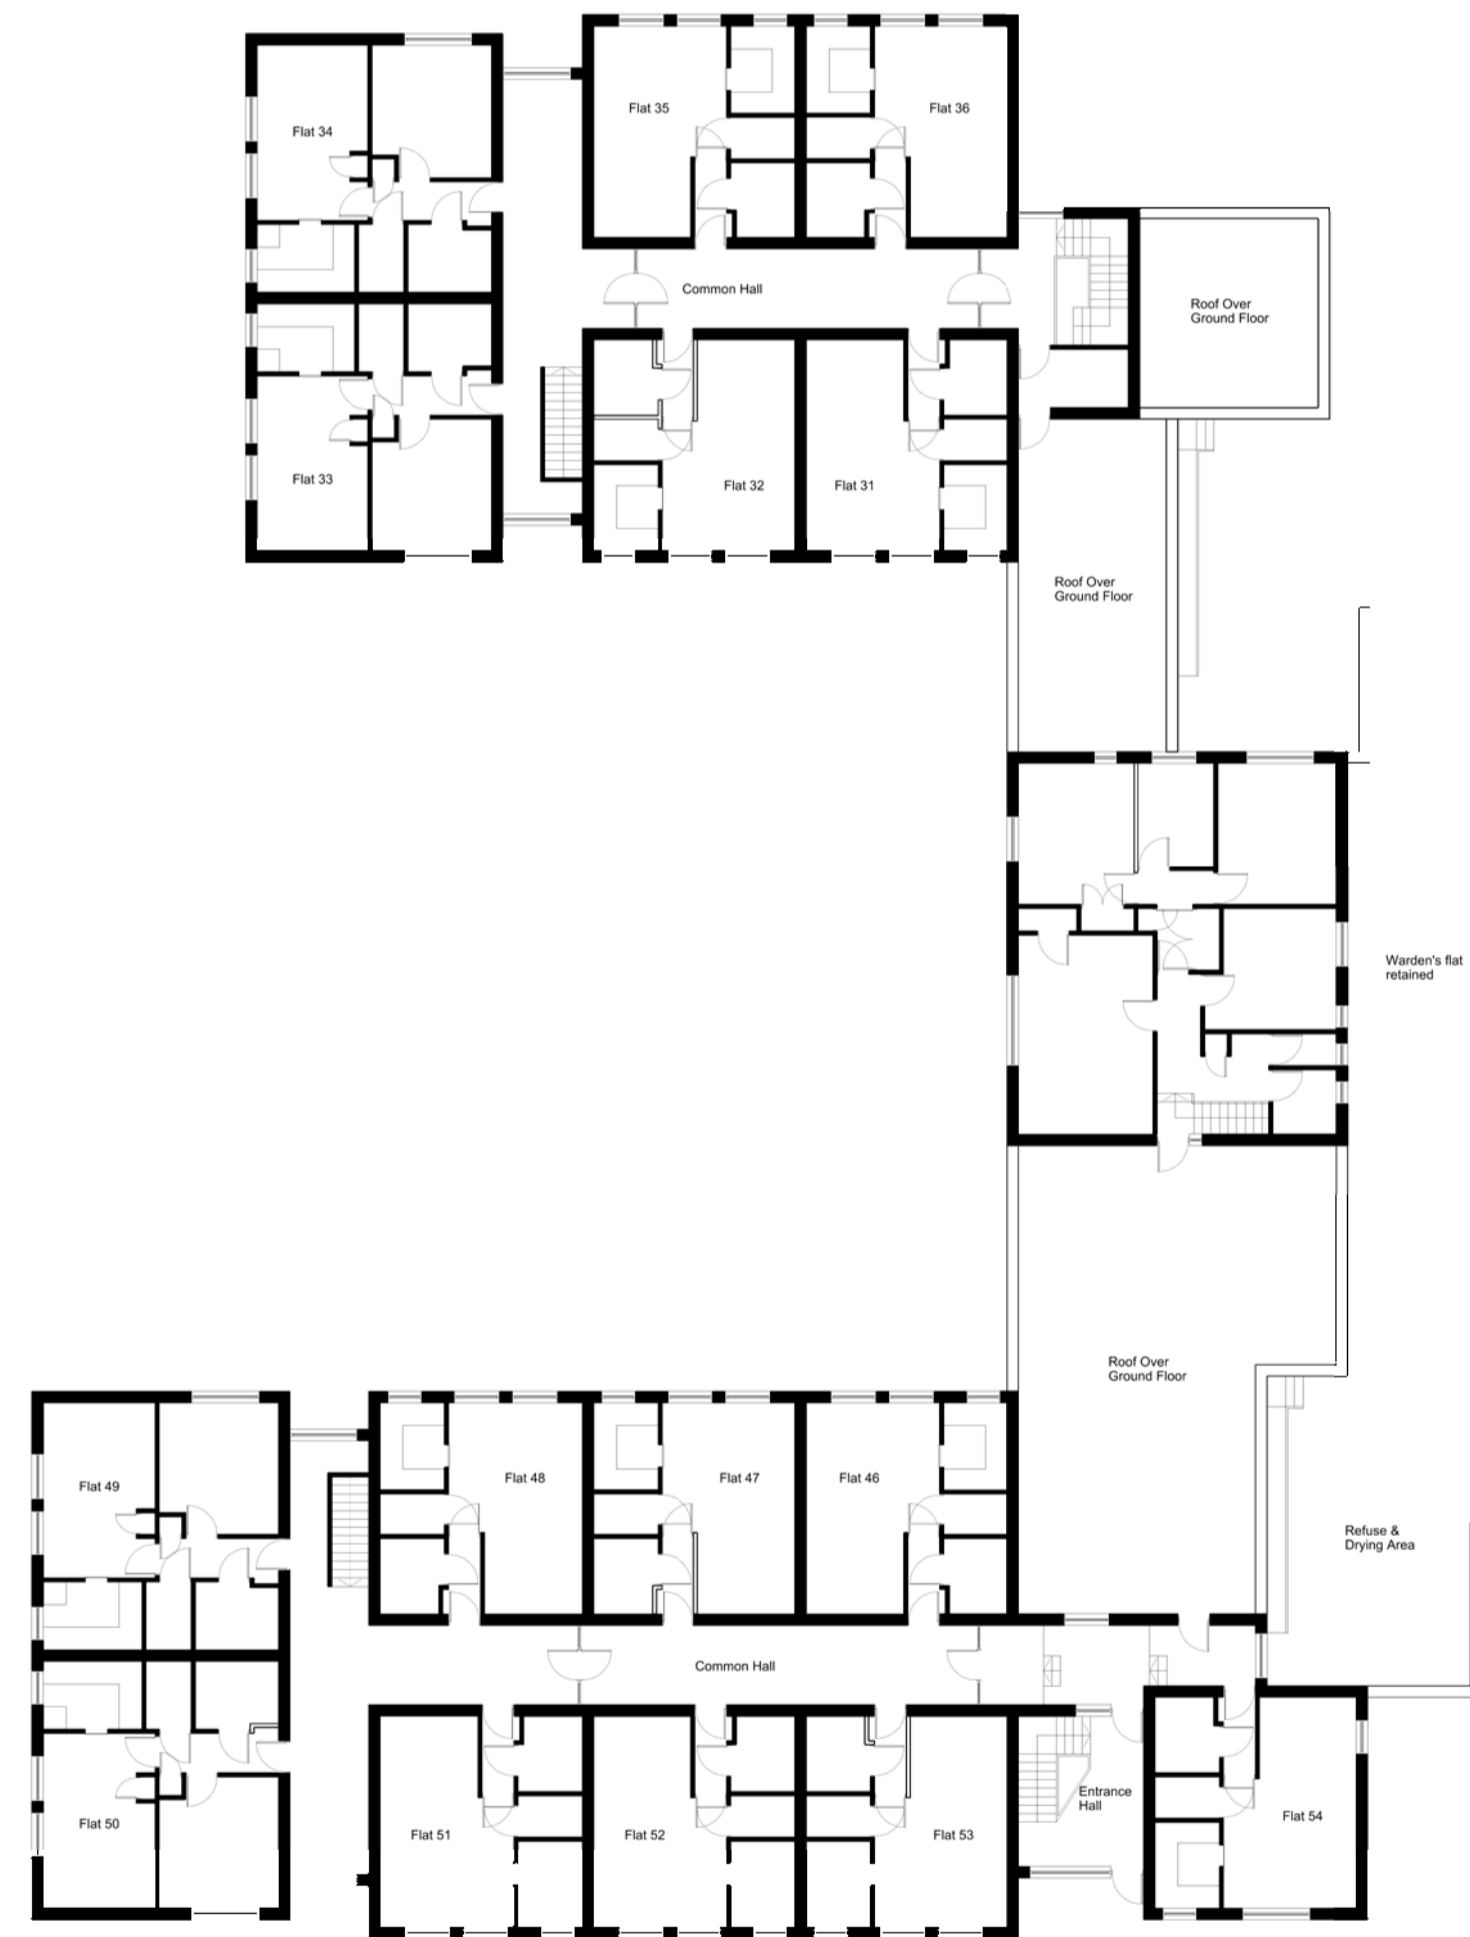 Flat 35
Flat 36
Flat 34
Common Hall
Roof Over
Ground Floor
Flat 33
Flat 32
Flat 31
Roof Over
Ground Floor
Warden's flat
retained
Roof Over
Ground Floor
Flat 49
Flat 48
Flat 47
Flat 46
Refuse &
Drying Area
Common Hall
Entrance
Hall
Flat 50
Flat 51
Flat 52
Flat 53
Flat 54